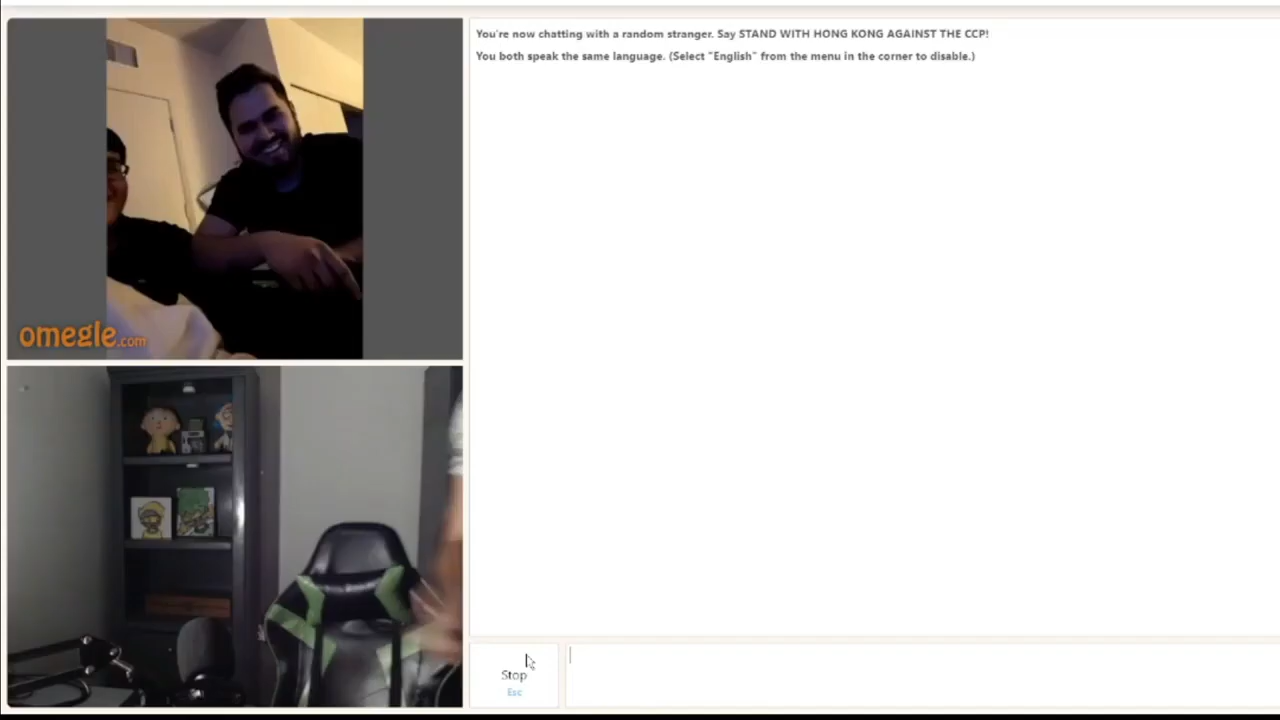 You're now chatting with a random stranger. Say STAND WITH HONG KONG AGAINST THE CCP!
You both speak the same language. (Select "English" from the menu in the corner to disable.)
omegle.com
Stop
Esc